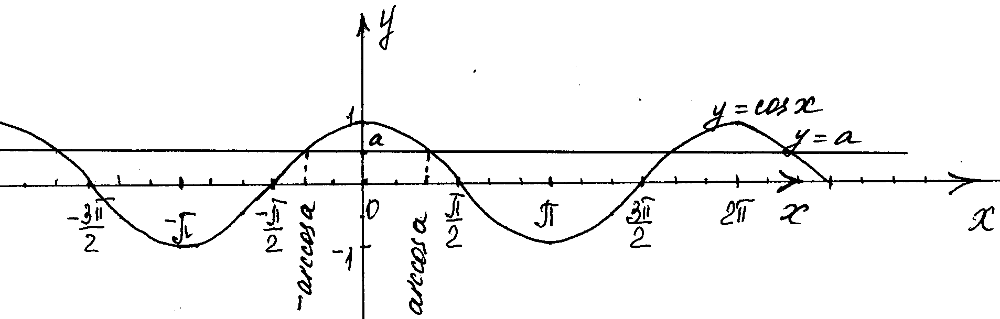 y
1
y = cos x
a
y = a
-3π/2
-π
-π/2
0
π/2
π
3π/2
2π
x
x
-1
-arccos a
arccos a